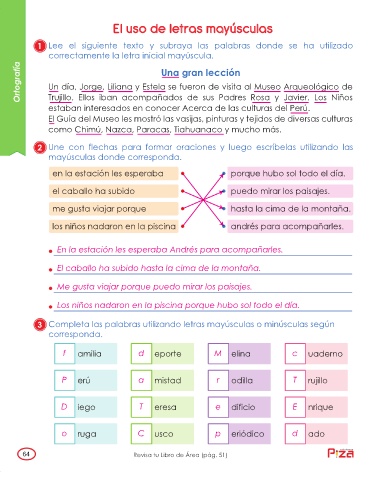 El uso de letras mayúsculas
Ortografía
1 Lee el siguiente texto y subraya las palabras donde se ha utilizado
correctamente la letra inicial mayúscula.
Una gran lección
Un día, Jorge, Liliana y Estela se fueron de visita al Museo Arqueológico de
Trujillo. Ellos iban acompañados de sus Padres Rosa y Javier. Los Niños
estaban interesados en conocer Acerca de las culturas del Perú.
El Guía del Museo les mostró las vasijas, pinturas y tejidos de diversas culturas
como Chimú, Nazca, Paracas, Tiahuanaco y mucho más.
2 Une con flechas para formar oraciones y luego escríbelas utilizando las
mayúsculas donde corresponda.
en la estación les esperaba porque hubo sol todo el día.
el caballo ha subido puedo mirar los paisajes.
me gusta viajar porque hasta la cima de la montaña.
los niños nadaron en la piscina andrés para acompañarles.
En la estación les esperaba Andrés para acompañarles.
El caballo ha subido hasta la cima de la montaña.
Me gusta viajar porque puedo mirar los paisajes.
Los niños nadaron en la piscina porque hubo sol todo el día.
3 Completa las palabras utilizando letras mayúsculas o minúsculas según
corresponda.
f amilia d eporte M elina c uaderno
P erú a mistad r odilla T rujillo
D iego T eresa e dificio E nrique
o ruga C usco p eriódico d ado
64 Revisa tu Libro de Área (pág. 51)